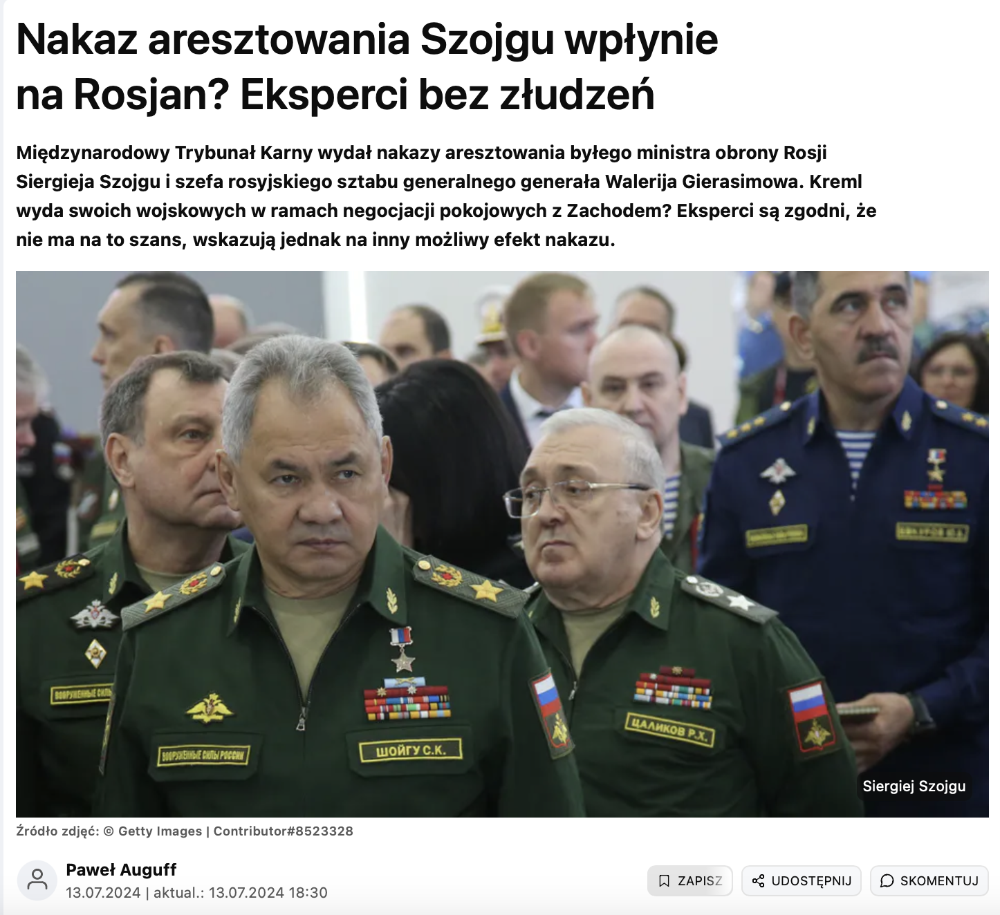 Nakaz aresztowania Szojgu wpłynie
na Rosjan? Eksperci bez złudzeń
Międzynarodowy Trybunał Karny wydał nakazy aresztowania byłego ministra obrony Rosji
Siergieja Szojgu i szefa rosyjskiego sztabu generalnego generała Walerija Gierasimowa. Kreml
wyda swoich wojskowych w ramach negocjacji pokojowych z Zachodem? Eksperci są zgodni, że
nie ma na to szans, wskazują jednak na inny możliwy efekt nakazu.
ВООРУЖЕННЫЕ СИЛЫ
ВООРУЖЕННЫЕ СИЛЫ РОССИИ
ШОЙГУ С.К.
ЦАЛИКОВ Р.Х.
Siergiej Szojgu
Źródło zdjęć: © Getty Images | Contributor#8523328
Paweł Auguff
13.07.2024 | aktual.: 13.07.2024 18:30
ZAPISZ
UDOSTĘPNIJ
SKOMENTUJ